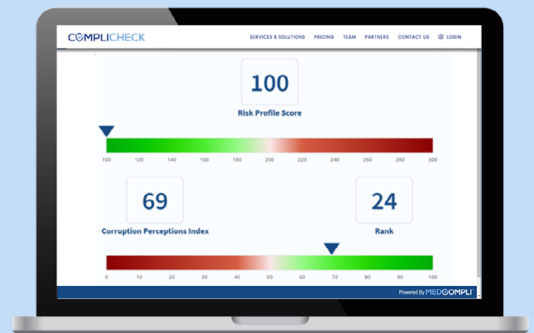 COMPLICHECK
SERVICES & SOLUTIONS PRICING TEAM PARTNERS CONTACT US LOGIN
100
Risk Profile Score
100 120 140 160 180 200 220 240 260 280 300
69
24
Corruption Perceptions Index
Rank
0 10 20 30 40 50 60 70 80 90 100
Powered By MEDCOMPLI